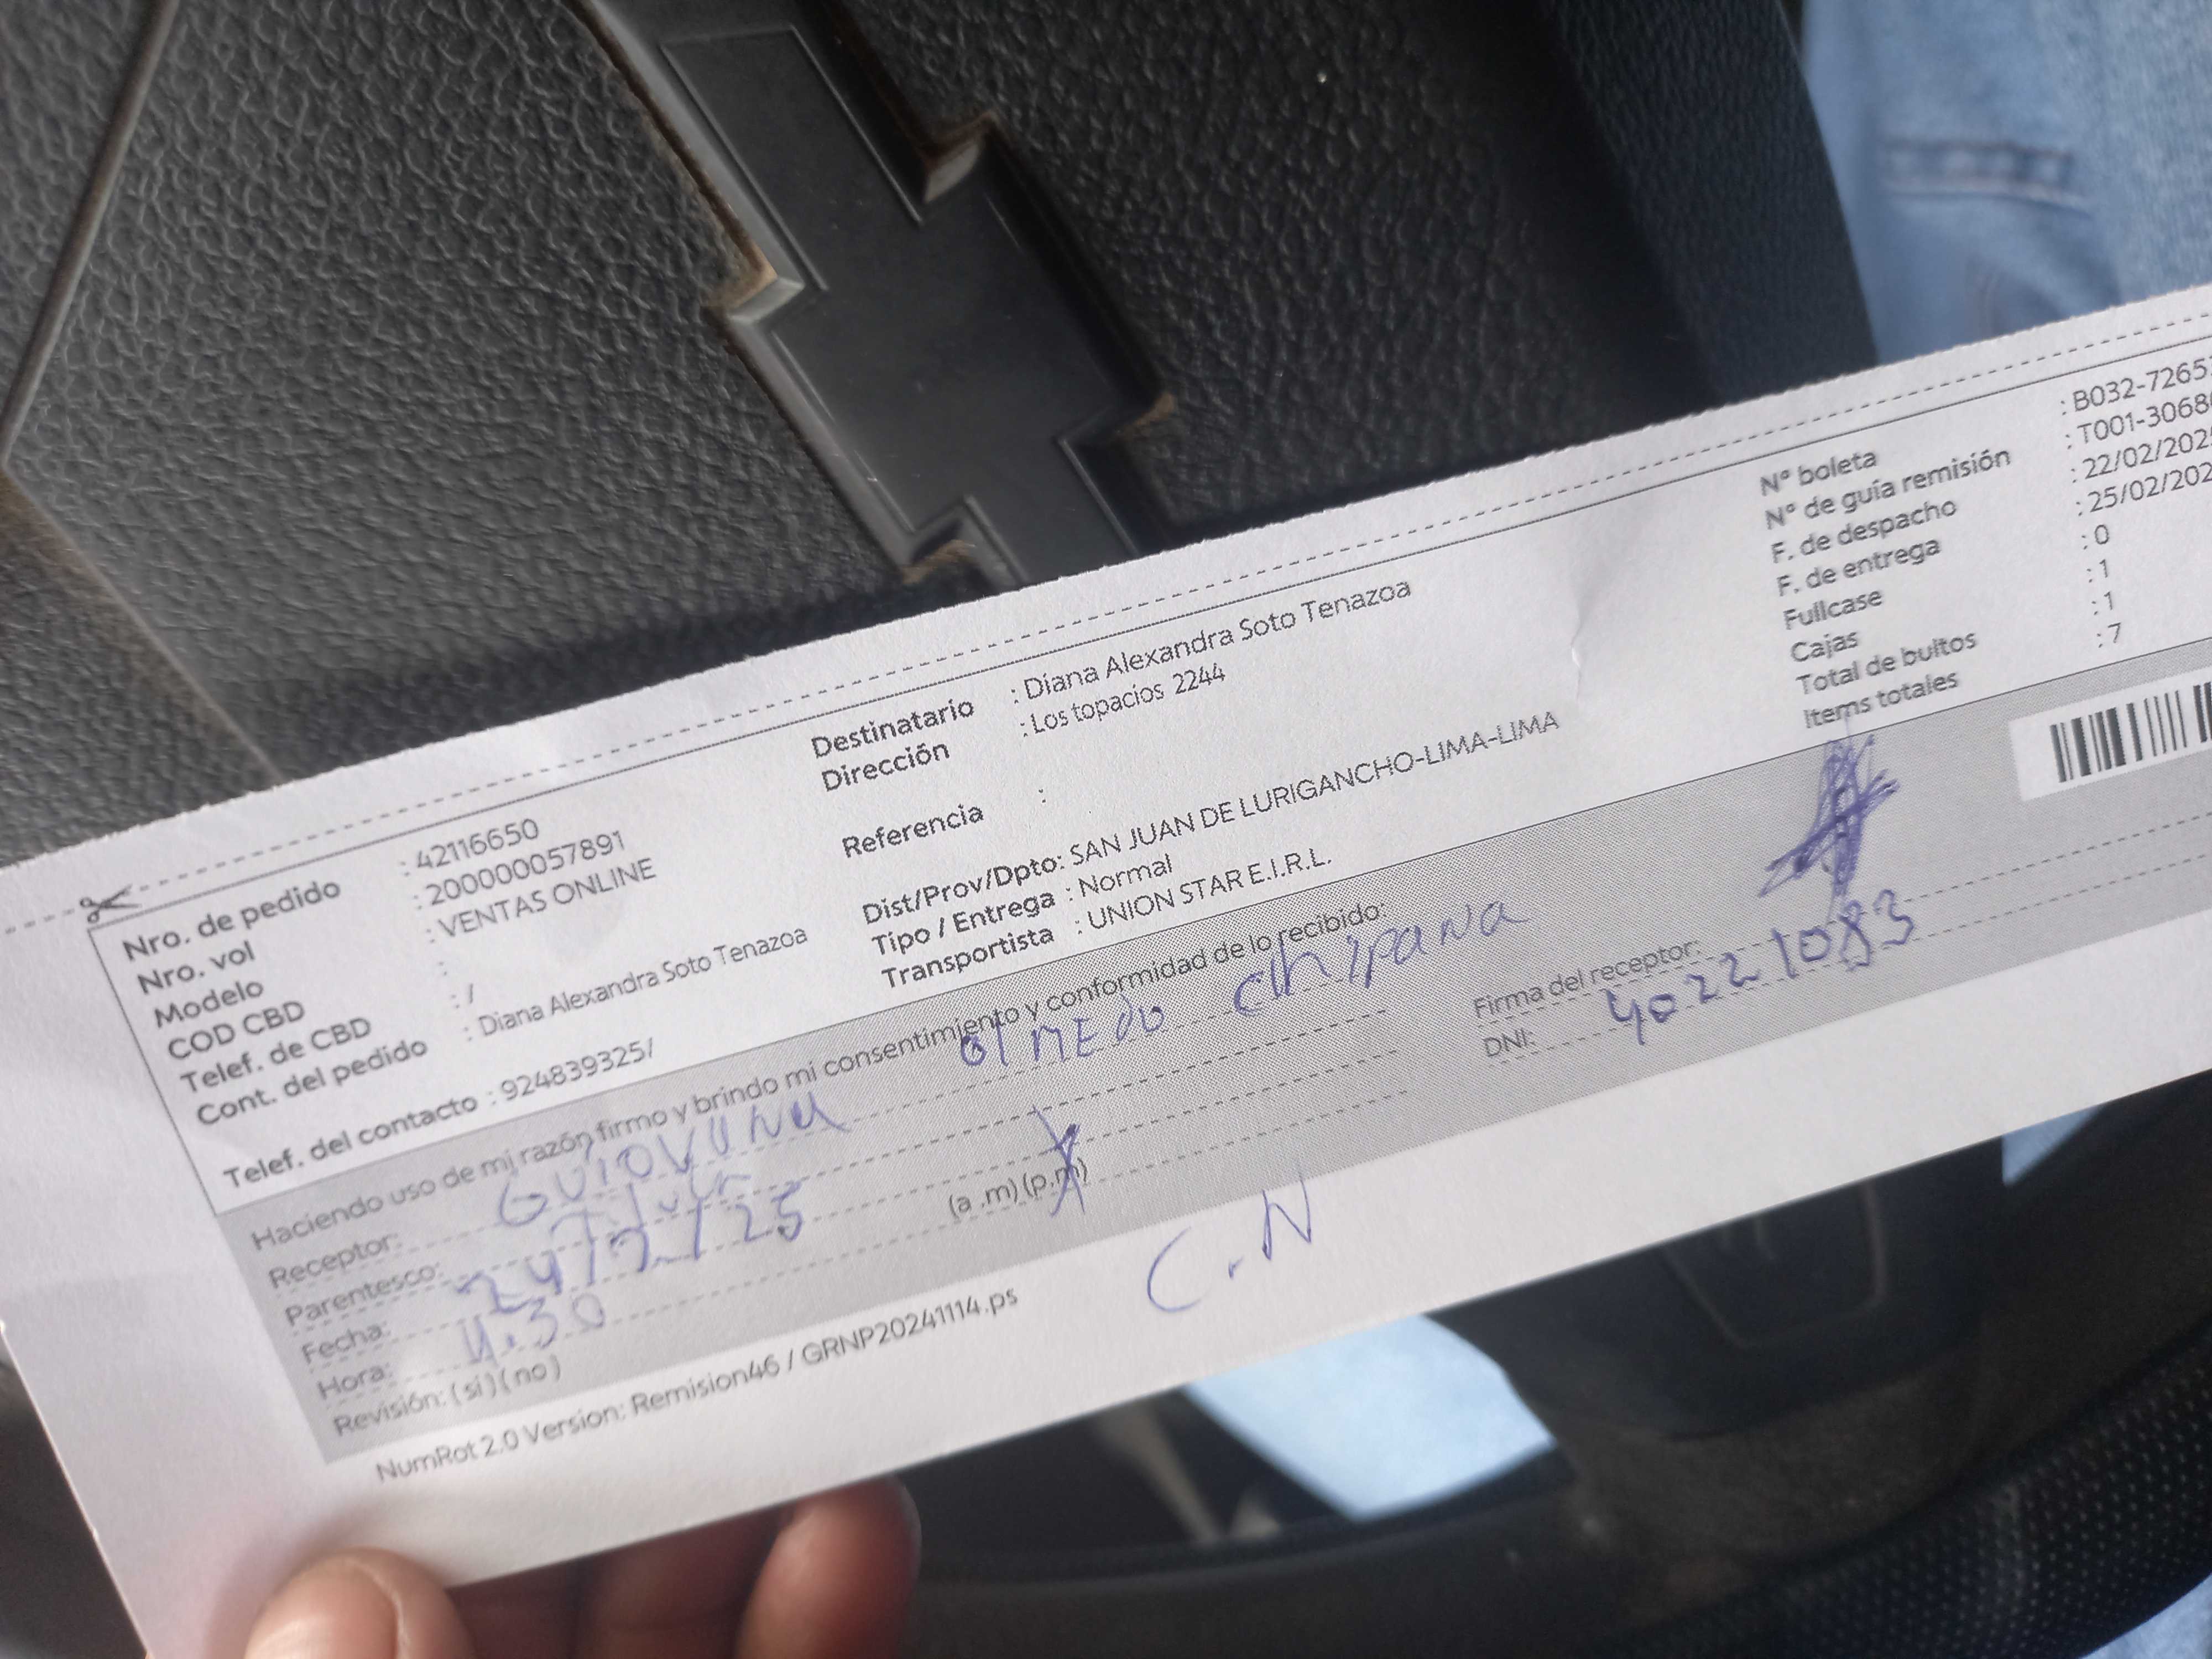 Nro. de pedido : 42116650
Nro. vol : 200000057891
Modelo : VENTAS ONLINE
COD CBD :
Telef. de CBD : /
Cont. del pedido : Diana Alexandra Soto Tenazoa
Telef. del contacto : 924839325/
Destinatario : Diana Alexandra Soto Tenazoa
Dirección : Los topacios 2244
Referencia :
Dist/Prov/Dpto: SAN JUAN DE LURIGANCHO-LIMA-LIMA
Tipo / Entrega : Normal
Transportista : UNION STAR E.I.R.L.
N° boleta : B032-7265
N° de guía remisión : T001-3068
F. de despacho : 22/02/202
F. de entrega : 25/02/202
Fullcase : 0
Cajas : 1
Total de bultos : 1
Items totales : 7
Haciendo uso de mi razón firmo y brindo mi consentimiento y conformidad de lo recibido:
Receptor: Olmedo Chipana
Parentesco:
Fecha: 24/2/25
Hora: 4.30 (a .m) (p.m)
Revisión: (si) (no)
Firma del receptor:
DNI: 40221083
C.N
NumRot 2.0 Version: Remision46 / GRNP20241114.ps